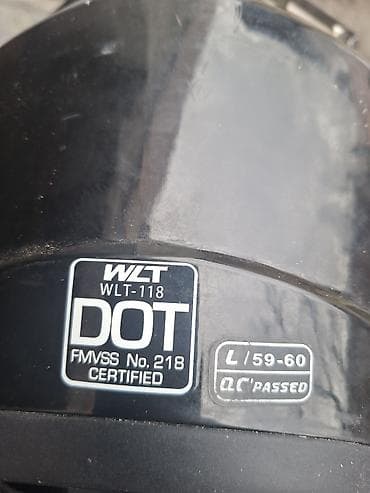 WLT
WLT-118
DOT
FMVSS No. 218
CERTIFIED
L/59-60
QC'PASSED